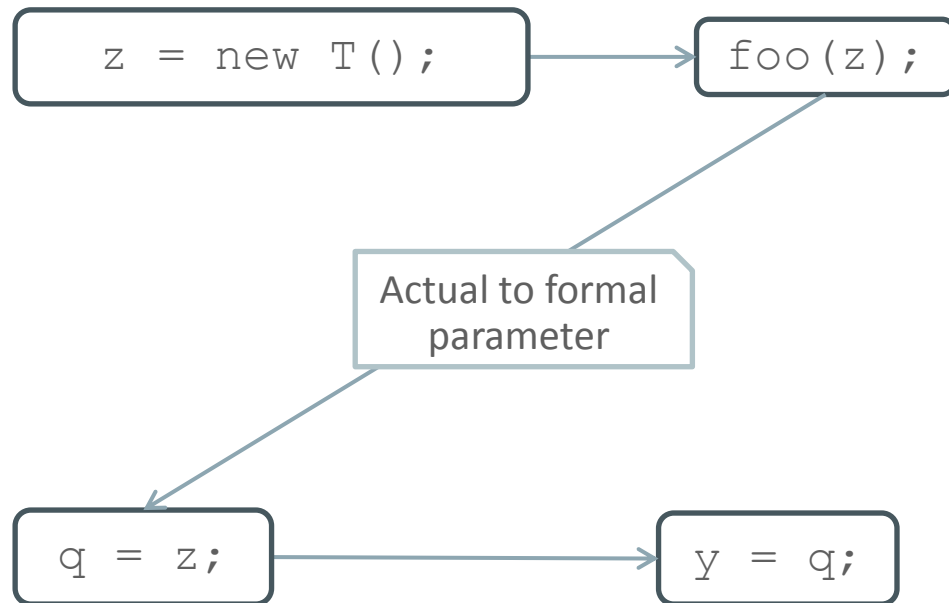 z = new T();
foo(z);
Actual to formal
parameter
q = z;
y = q;